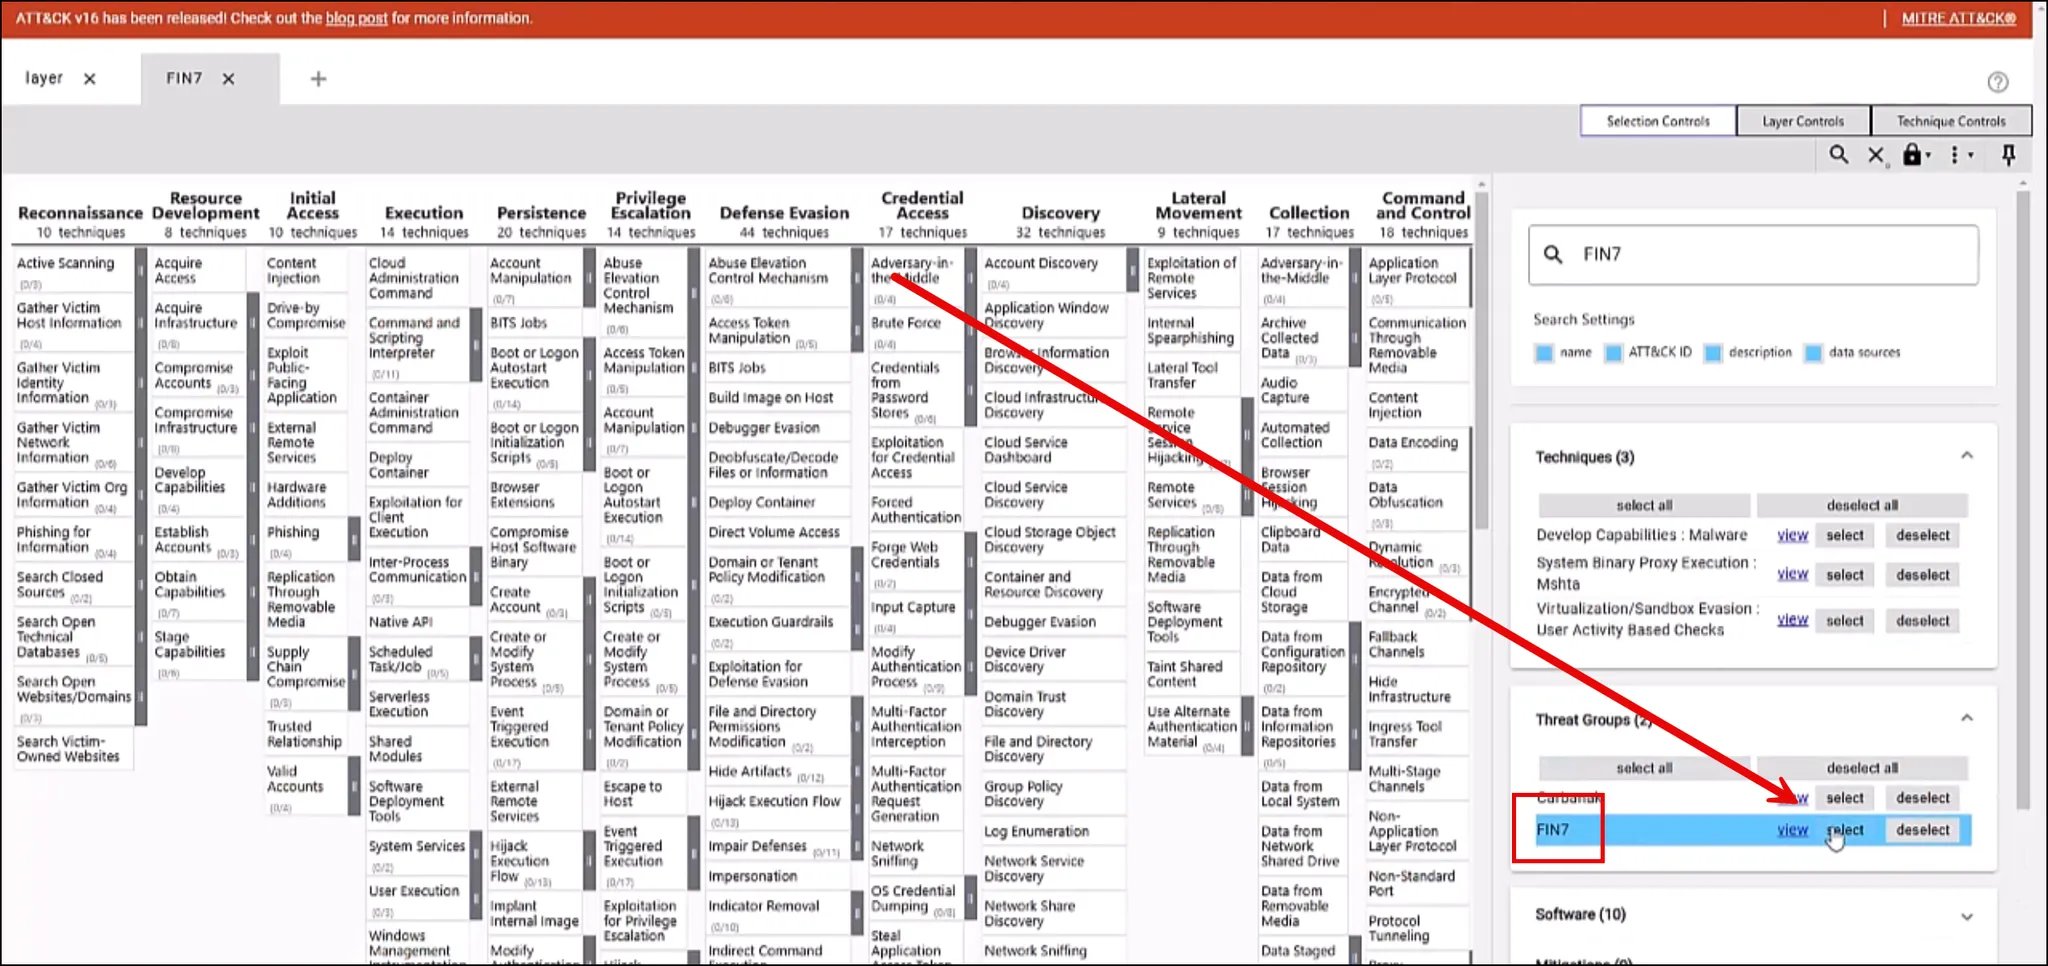 ATT&CK v16 has been released! Check out the blog post for more information.
MITRE ATT&CK®
layer
FIN7
Selection Controls
Layer Controls
Technique Controls
Reconnaissance
10 techniques
Active Scanning
(0/3)
Gather Victim
Host Information
(0/4)
Gather Victim
Identity
Information (0/3)
Gather Victim
Network
Information (0/6)
Gather Victim Org
Information (0/4)
Phishing for
Information (0/4)
Search Closed
Sources (0/2)
Search Open
Technical
Databases (0/5)
Search Open
Websites/Domains
(0/3)
Search Victim-
Owned Websites
Resource
Development
8 techniques
Acquire
Access
Acquire
Infrastructure
(0/8)
Compromise
Accounts (0/3)
Compromise
Infrastructure
(0/8)
Develop
Capabilities
(0/4)
Establish
Accounts (0/3)
Obtain
Capabilities
(0/7)
Stage
Capabilities
(0/6)
Initial
Access
10 techniques
Content
Injection
Drive-by
Compromise
Exploit
Public-
Facing
Application
External
Remote
Services
Hardware
Additions
Phishing
(0/4)
Replication
Through
Removable
Media
Supply
Chain
Compromise
(0/3)
Trusted
Relationship
Valid
Accounts
(0/4)
Execution
14 techniques
Cloud
Administration
Command
Command and
Scripting
Interpreter
(0/11)
Container
Administration
Command
Deploy
Container
Exploitation for
Client
Execution
Inter-Process
Communication
(0/3)
Native API
Scheduled
Task/Job (0/5)
Serverless
Execution
Shared
Modules
Software
Deployment
Tools
System Services
(0/2)
User Execution
(0/3)
Windows
Management
Persistence
20 techniques
Account
Manipulation
(0/7)
BITS Jobs
Boot or Logon
Autostart
Execution
(0/14)
Boot or Logon
Initialization
Scripts (0/5)
Browser
Extensions
Compromise
Host Software
Binary
Create
Account (0/3)
Create or
Modify
System
Process (0/5)
Event
Triggered
Execution
(0/17)
External
Remote
Services
Hijack
Execution
Flow (0/13)
Implant
Internal Image
Modify
Privilege
Escalation
14 techniques
Abuse
Elevation
Control
Mechanism
(0/6)
Access Token
Manipulation
(0/5)
Account
Manipulation
(0/7)
Boot or
Logon
Autostart
Execution
(0/14)
Boot or
Logon
Initialization
Scripts (0/5)
Create or
Modify
System
Process (0/5)
Domain or
Tenant Policy
Modification
(0/2)
Escape to
Host
Event
Triggered
Execution
(0/17)
Exploitation
for Privilege
Escalation
Defense Evasion
44 techniques
Abuse Elevation
Control Mechanism
(0/6)
Access Token
Manipulation (0/5)
BITS Jobs
Build Image on Host
Debugger Evasion
Deobfuscate/Decode
Files or Information
Deploy Container
Direct Volume Access
Domain or Tenant
Policy Modification
(0/2)
Execution Guardrails
(0/2)
Exploitation for
Defense Evasion
File and Directory
Permissions
Modification (0/2)
Hide Artifacts (0/12)
Hijack Execution Flow
(0/13)
Impair Defenses (0/11)
Impersonation
Indicator Removal
(0/10)
Indirect Command
Credential
Access
17 techniques
Adversary-in-
the-Middle
(0/4)
Brute Force
(0/4)
Credentials
from
Password
Stores (0/6)
Exploitation
for Credential
Access
Forced
Authentication
Forge Web
Credentials
(0/2)
Input Capture
(0/4)
Modify
Authentication
Process (0/9)
Multi-Factor
Authentication
Interception
Multi-Factor
Authentication
Request
Generation
Network
Sniffing
OS Credential
Dumping (0/8)
Steal
Application
Discovery
32 techniques
Account Discovery
(0/4)
Application Window
Discovery
Browser Information
Discovery
Cloud Infrastructure
Discovery
Cloud Service
Dashboard
Cloud Service
Discovery
Cloud Storage Object
Discovery
Container and
Resource Discovery
Debugger Evasion
Device Driver
Discovery
Domain Trust
Discovery
File and Directory
Discovery
Group Policy
Discovery
Log Enumeration
Network Service
Discovery
Network Share
Discovery
Network Sniffing
Lateral
Movement
9 techniques
Exploitation of
Remote
Services
Internal
Spearphishing
Lateral Tool
Transfer
Remote
Service
Session
Hijacking
Remote
Services (0/8)
Replication
Through
Removable
Media
Software
Deployment
Tools
Taint Shared
Content
Use Alternate
Authentication
Material (0/4)
Collection
17 techniques
Adversary-in-
the-Middle
(0/4)
Archive
Collected
Data (0/3)
Audio
Capture
Automated
Collection
Browser
Session
Hijacking
Clipboard
Data
Data from
Cloud
Storage
Data from
Configuration
Repository
(0/2)
Data from
Information
Repositories
(0/5)
Data from
Local System
Data from
Network
Shared Drive
Data from
Removable
Media
Data Staged
Command
and Control
18 techniques
Application
Layer Protocol
(0/5)
Communication
Through
Removable
Media
Content
Injection
Data Encoding
(0/2)
Data
Obfuscation
(0/3)
Dynamic
Resolution (0/3)
Encrypted
Channel (0/2)
Fallback
Channels
Hide
Infrastructure
Ingress Tool
Transfer
Multi-Stage
Channels
Non-
Application
Layer Protocol
Non-Standard
Port
Protocol
Tunneling
FIN7
Search Settings
name ATT&CK ID description data sources
Techniques (3)
select all deselect all
Develop Capabilities : Malware view select deselect
System Binary Proxy Execution :
Mshta view select deselect
Virtualization/Sandbox Evasion :
User Activity Based Checks view select deselect
Threat Groups (2)
select all deselect all
Carbanak select deselect
FIN7 view select deselect
Software (10)